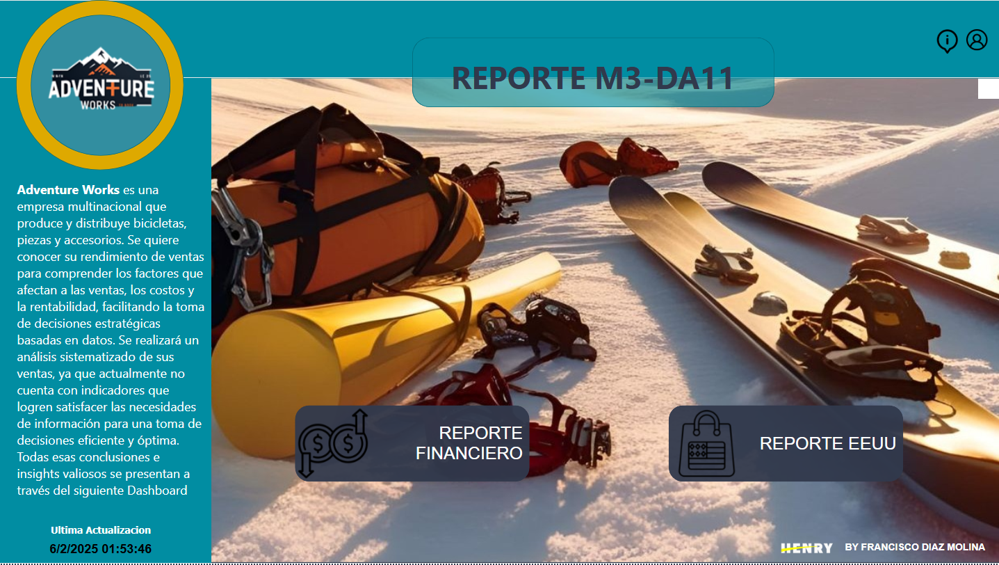 REPORTE M3-DA11
ADVENTURE
WORKS
Adventure Works es una
empresa multinacional que
produce y distribuye bicicletas,
piezas y accesorios. Se quiere
conocer su rendimiento de ventas
para comprender los factores que
afectan a las ventas, los costos y
la rentabilidad, facilitando la toma
de decisiones estratégicas
basadas en datos. Se realizará un
análisis sistematizado de sus
ventas, ya que actualmente no
cuenta con indicadores que
logren satisfacer las necesidades
de información para una toma de
decisiones eficiente y óptima.
Todas esas conclusiones e
insights valiosos se presentan a
través del siguiente Dashboard
Ultima Actualizacion
6/2/2025 01:53:46
REPORTE
FINANCIERO
REPORTE EEUU
HENRY
BY FRANCISCO DIAZ MOLINA